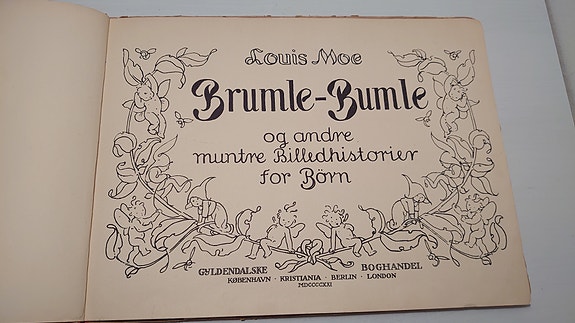 Louis Moe
Brumle-Bumle
og andre
muntre Billedhistorier
for Börn
GYLDENDALSKE BOGHANDEL
KØBENHAVN · KRISTIANIA · BERLIN · LONDON
MDCCCCXXI